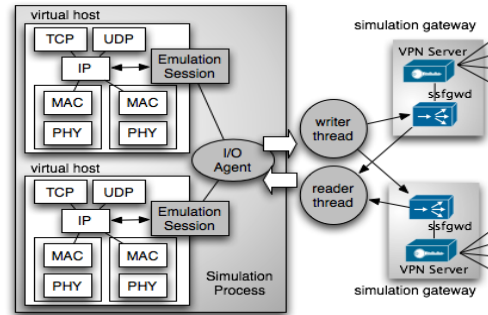 virtual host
TCP
UDP
IP
Emulation
Session
MAC
MAC
PHY
PHY
virtual host
TCP
UDP
IP
Emulation
Session
MAC
MAC
PHY
PHY
I/O
Agent
Simulation
Process
writer
thread
reader
thread
simulation gateway
VPN Server
ssfgwd
ssfgwd
VPN Server
simulation gateway